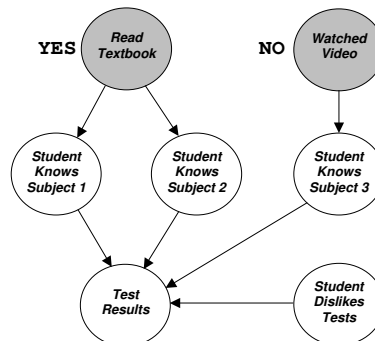 YES
Read
Textbook
NO
Watched
Video
Student
Knows
Subject 1
Student
Knows
Subject 2
Student
Knows
Subject 3
Test
Results
Student
Dislikes
Tests